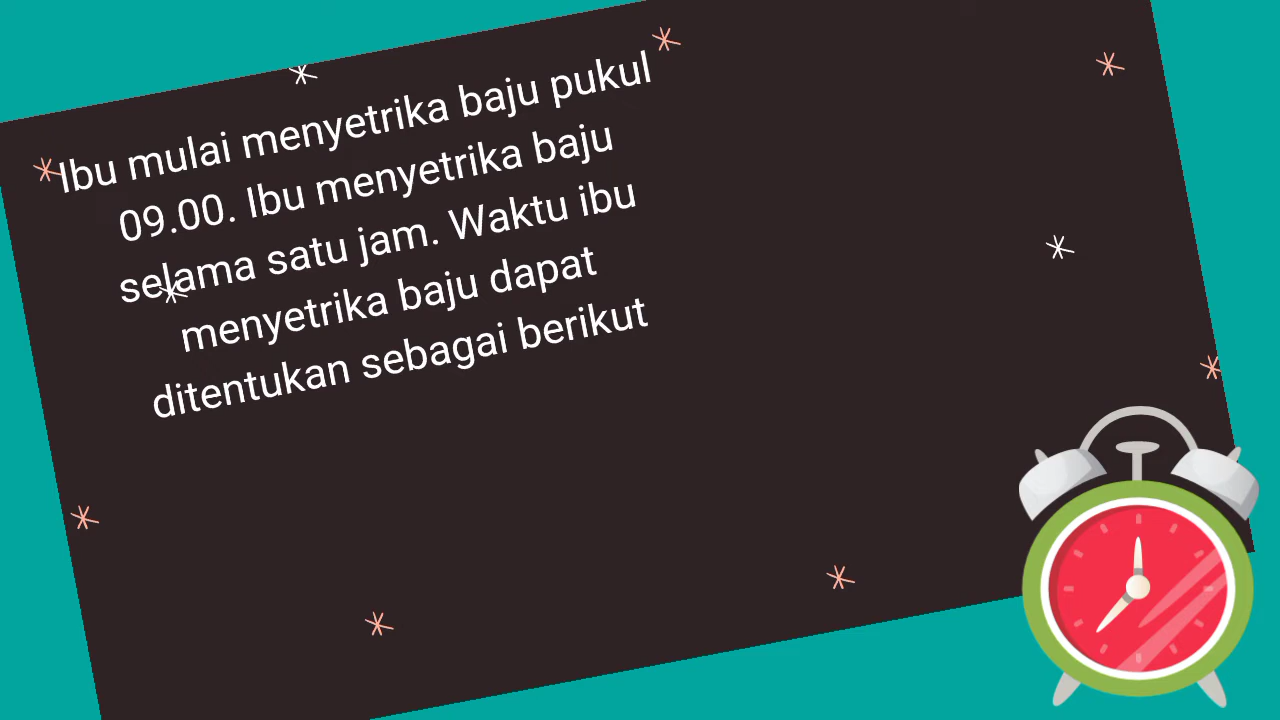 Ibu mulai menyetrika baju pukul
09.00. Ibu menyetrika baju
selama satu jam. Waktu ibu
menyetrika baju dapat
ditentukan sebagai berikut